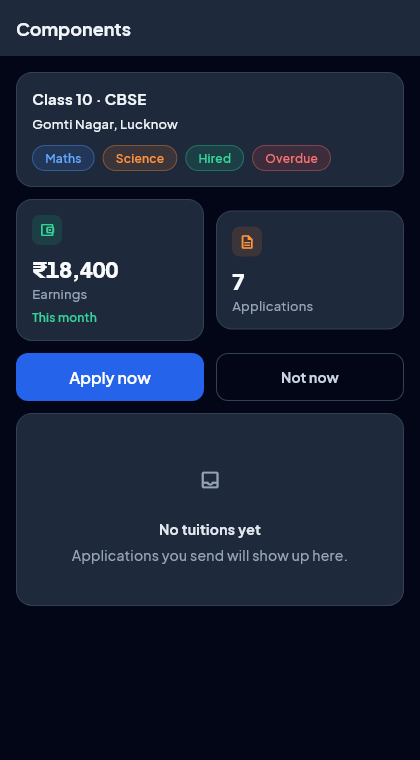 Components
Class 10 · CBSE
Gomti Nagar, Lucknow
Maths Science Hired Overdue
₹18,400
Earnings
This month
7
Applications
Apply now
Not now
No tuitions yet
Applications you send will show up here.